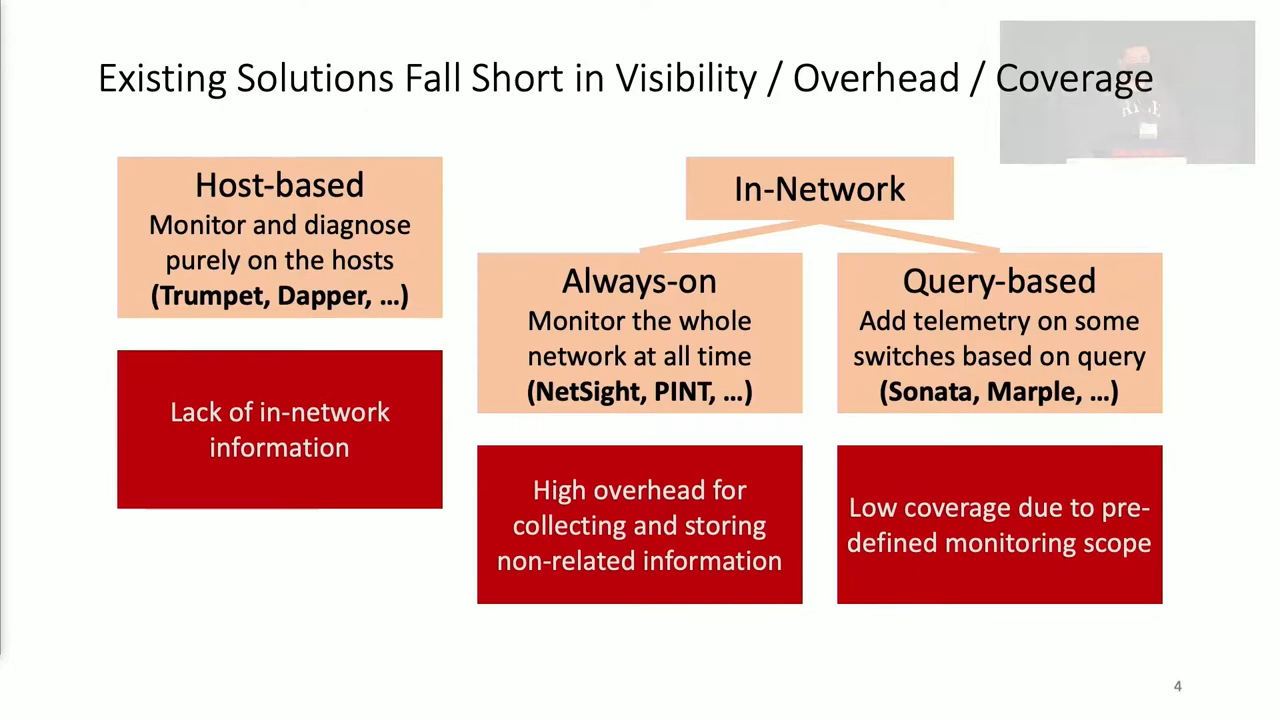 Existing Solutions Fall Short in Visibility / Overhead / Coverage
Host-based
Monitor and diagnose
purely on the hosts
(Trumpet, Dapper, …)
Lack of in-network
information
In-Network
Always-on
Monitor the whole
network at all time
(NetSight, PINT, …)
High overhead for
collecting and storing
non-related information
Query-based
Add telemetry on some
switches based on query
(Sonata, Marple, …)
Low coverage due to pre-
defined monitoring scope
4